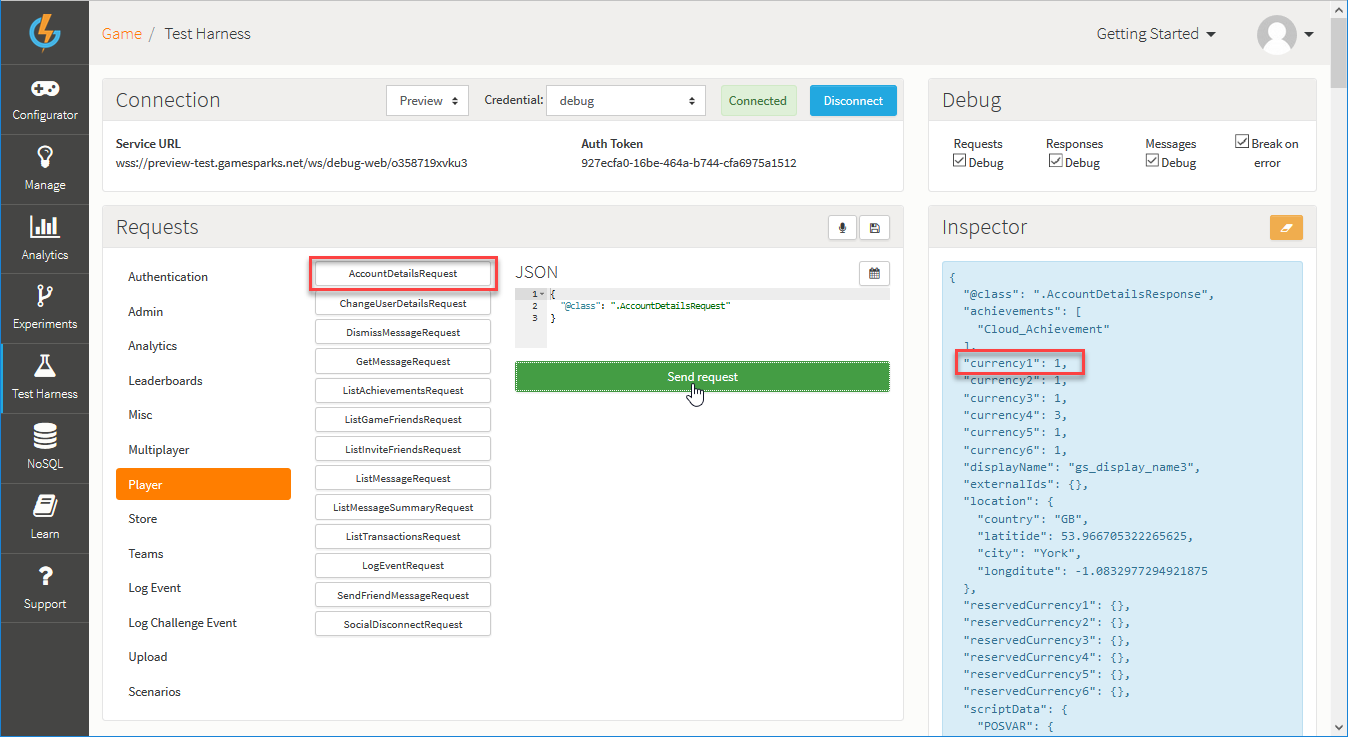 Game / Test Harness
Getting Started
Configurator
Manage
Analytics
Experiments
Test Harness
NoSQL
Learn
Support
Connection
Preview
Credential:
debug
Connected
Disconnect
Service URL
wss://preview-test.gamesparks.net/ws/debug-web/o358719xvku3
Auth Token
927ecfa0-16be-464a-b744-cfa6975a1512
Debug
Requests
Debug
Responses
Debug
Messages
Debug
Break on
error
Requests
Authentication
Admin
Analytics
Leaderboards
Misc
Multiplayer
Player
Store
Teams
Log Event
Log Challenge Event
Upload
Scenarios
AccountDetailsRequest
ChangeUserDetailsRequest
DismissMessageRequest
GetMessageRequest
ListAchievementsRequest
ListGameFriendsRequest
ListInviteFriendsRequest
ListMessageRequest
ListMessageSummaryRequest
ListTransactionsRequest
LogEventRequest
SendFriendMessageRequest
SocialDisconnectRequest
JSON
1 {
2 "@class": ".AccountDetailsRequest"
3 }
Send request
Inspector
{
"@class": ".AccountDetailsResponse",
"achievements": [
"Cloud_Achievement"
],
"currency1": 1,
"currency2": 1,
"currency3": 1,
"currency4": 3,
"currency5": 1,
"currency6": 1,
"displayName": "gs_display_name3",
"externalIds": {},
"location": {
"country": "GB",
"latitide": 53.966705322265625,
"city": "York",
"longditute": -1.0832977294921875
},
"reservedCurrency1": {},
"reservedCurrency2": {},
"reservedCurrency3": {},
"reservedCurrency4": {},
"reservedCurrency5": {},
"reservedCurrency6": {},
"scriptData": {
"POSVAR": {